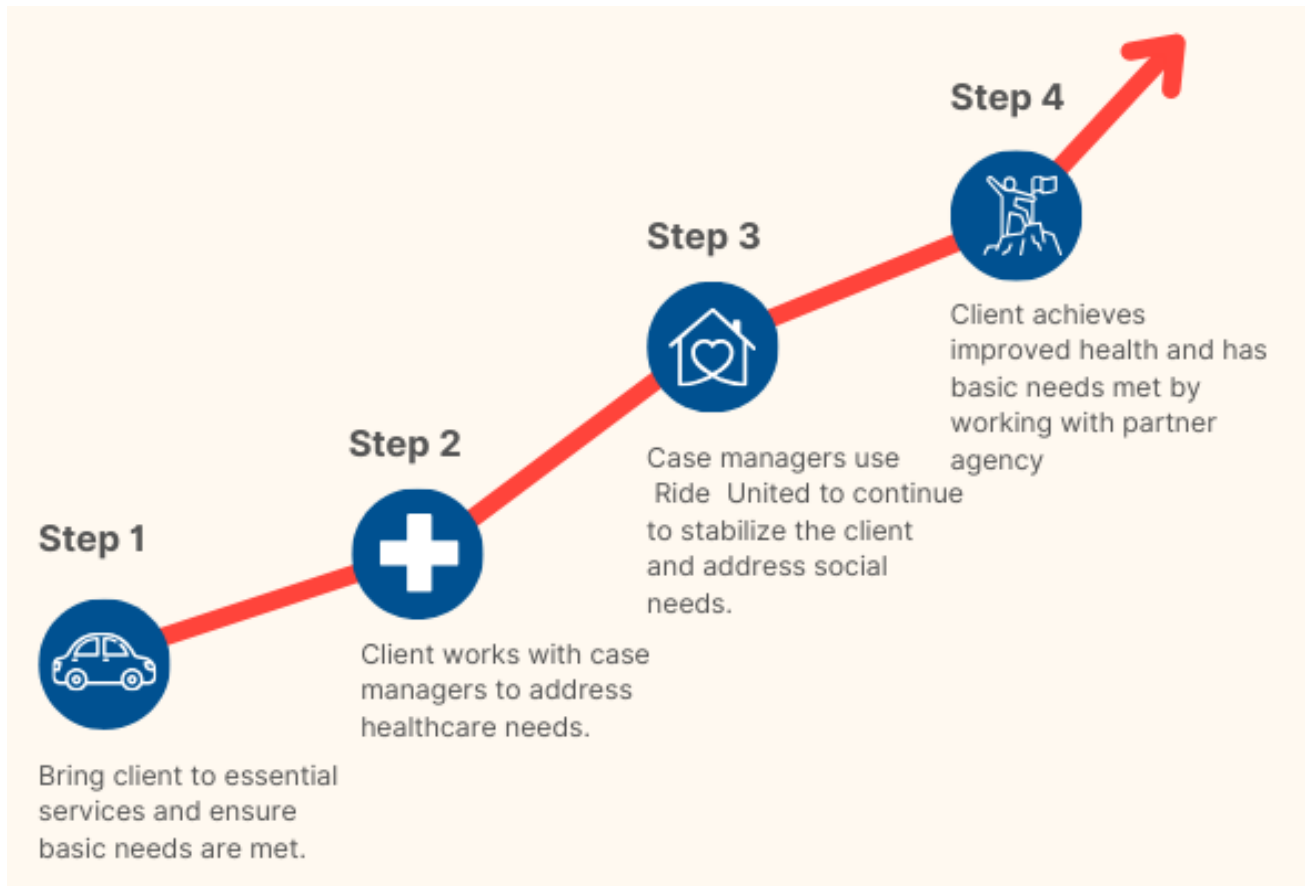 Step 1
Bring client to essential
services and ensure
basic needs are met.
Step 2
Client works with case
managers to address
healthcare needs.
Step 3
Case managers use
Ride United to continue
to stabilize the client
and address social
needs.
Step 4
Client achieves
improved health and has
basic needs met by
working with partner
agency